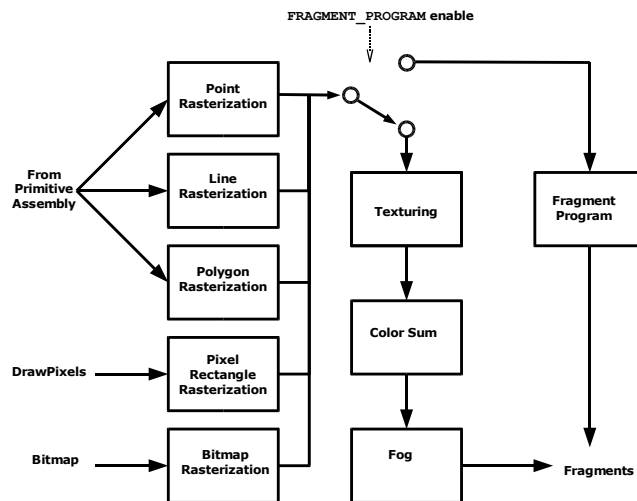 FRAGMENT_PROGRAM enable
Point
Rasterization
From
Primitive
Assembly
Line
Rasterization
Texturing
Fragment
Program
Polygon
Rasterization
Color Sum
DrawPixels
Pixel
Rectangle
Rasterization
Bitmap
Bitmap
Rasterization
Fog
Fragments